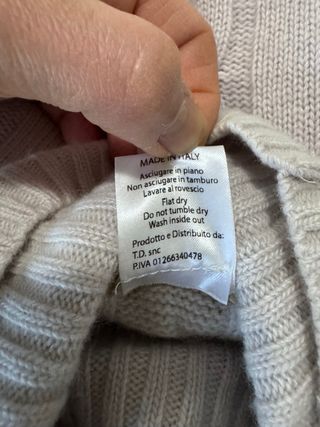 MADE IN ITALY
Asciugare in piano
Non asciugare in tamburo
Lavare al rovescio
Flat dry
Do not tumble dry
Wash inside out
Prodotto e Distribuito da:
T.D. snc
P.IVA 01266340478